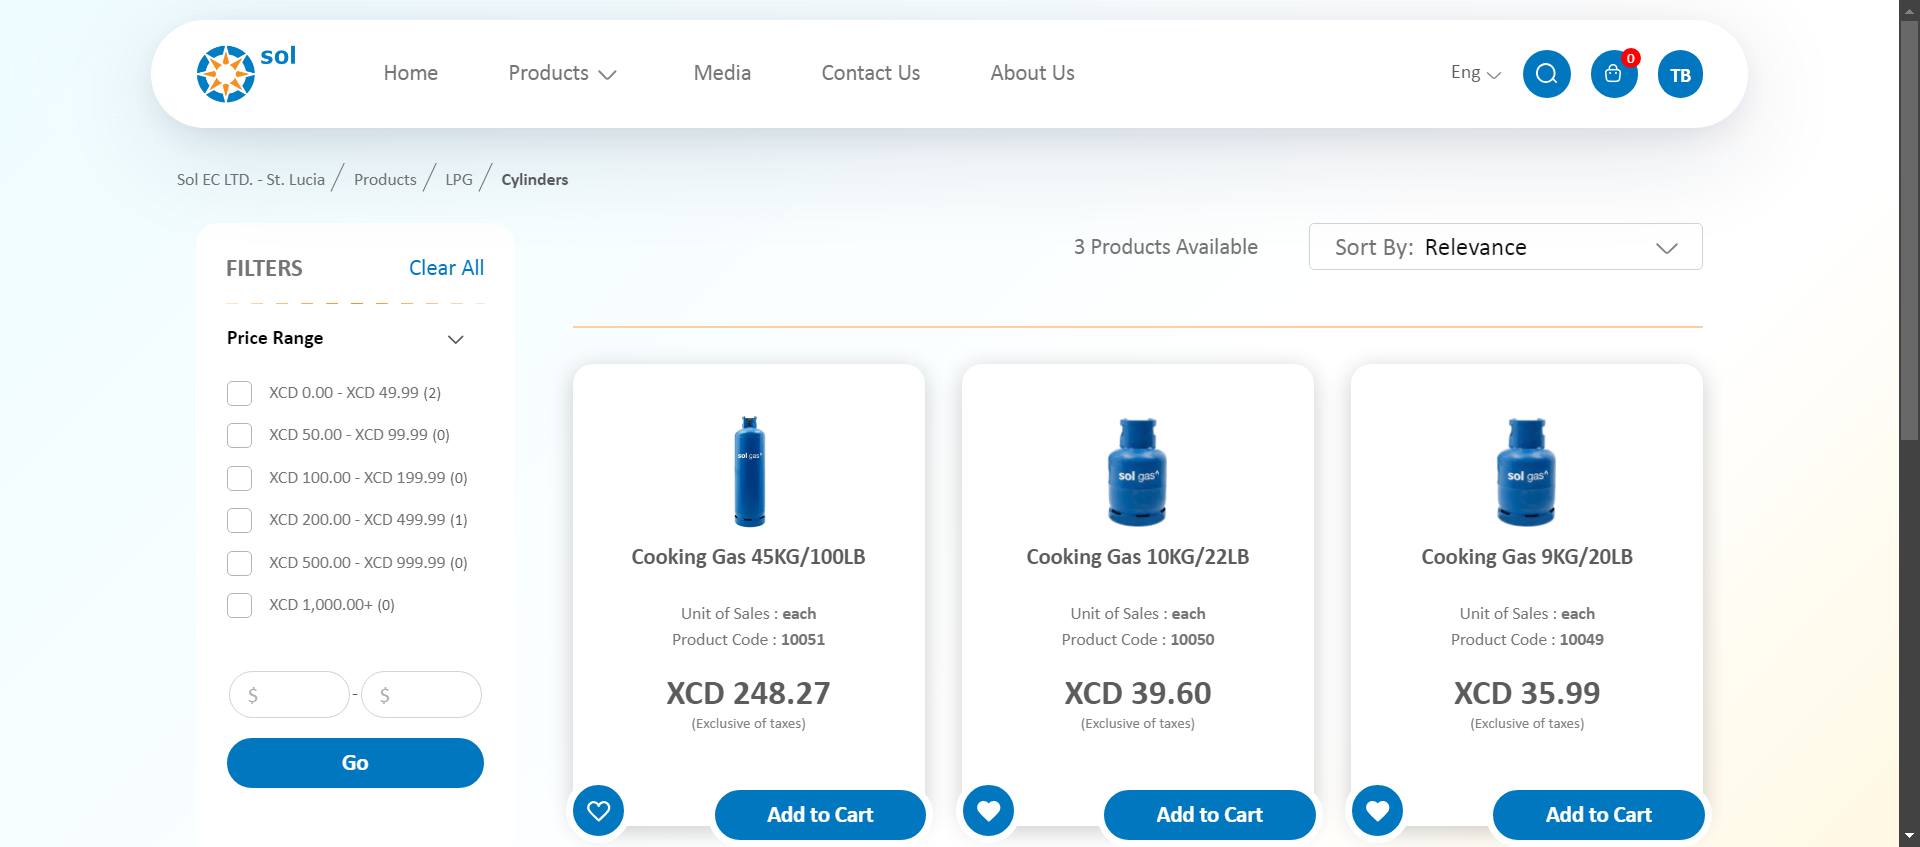 sol
Home
Products
Media
Contact Us
About Us
Eng
0
TB
Sol EC LTD. - St. Lucia / Products / LPG / Cylinders
FILTERS
Clear All
3 Products Available
Sort By: Relevance
Price Range
XCD 0.00 - XCD 49.99 (2)
XCD 50.00 - XCD 99.99 (0)
XCD 100.00 - XCD 199.99 (0)
XCD 200.00 - XCD 499.99 (1)
XCD 500.00 - XCD 999.99 (0)
XCD 1,000.00+ (0)
$ - $
Go
sol gas^
Cooking Gas 45KG/100LB
Unit of Sales : each
Product Code : 10051
XCD 248.27
(Exclusive of taxes)
Add to Cart
sol gas^
Cooking Gas 10KG/22LB
Unit of Sales : each
Product Code : 10050
XCD 39.60
(Exclusive of taxes)
Add to Cart
sol gas^
Cooking Gas 9KG/20LB
Unit of Sales : each
Product Code : 10049
XCD 35.99
(Exclusive of taxes)
Add to Cart